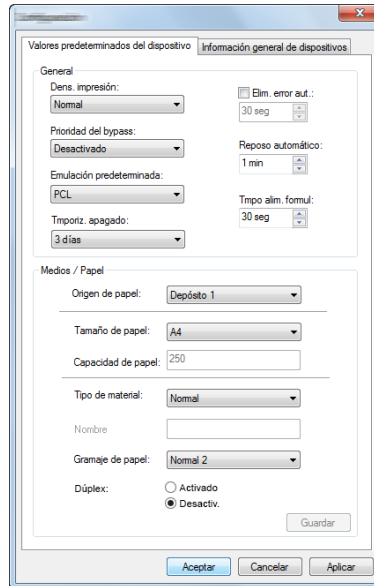 Valores predeterminados del dispositivo
Información general de dispositivos
General
Dens. impresión:
Normal
Elim. error aut.:
30 seg
Prioridad del bypass:
Desactivado
Reposo automático:
1 min
Emulación predeterminada:
PCL
Tmpo alim. formul:
30 seg
Tmporiz. apagado:
3 días
Medios / Papel
Origen de papel:
Depósito 1
Tamaño de papel:
A4
Capacidad de papel:
250
Tipo de material:
Normal
Nombre
Gramaje de papel:
Normal 2
Dúplex:
Activado
Desactiv.
Guardar
Aceptar
Cancelar
Aplicar